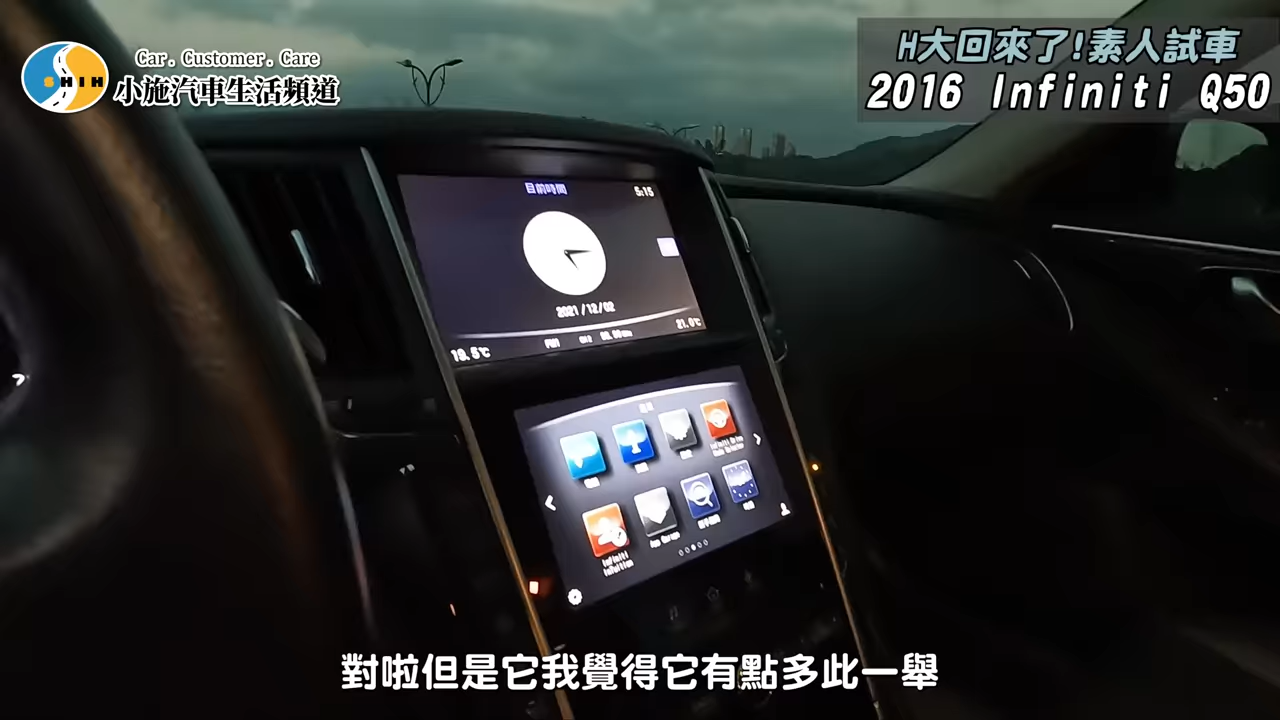 Car. Customer. Care
SHIH
小施汽車生活頻道
H大回來了!素人試車
2016 Infiniti Q50
目前時間
5:15
2021/12/02
19.5℃
FM1
21.0℃
Infiniti
InTuition
對啦但是它我覺得它有點多此一舉